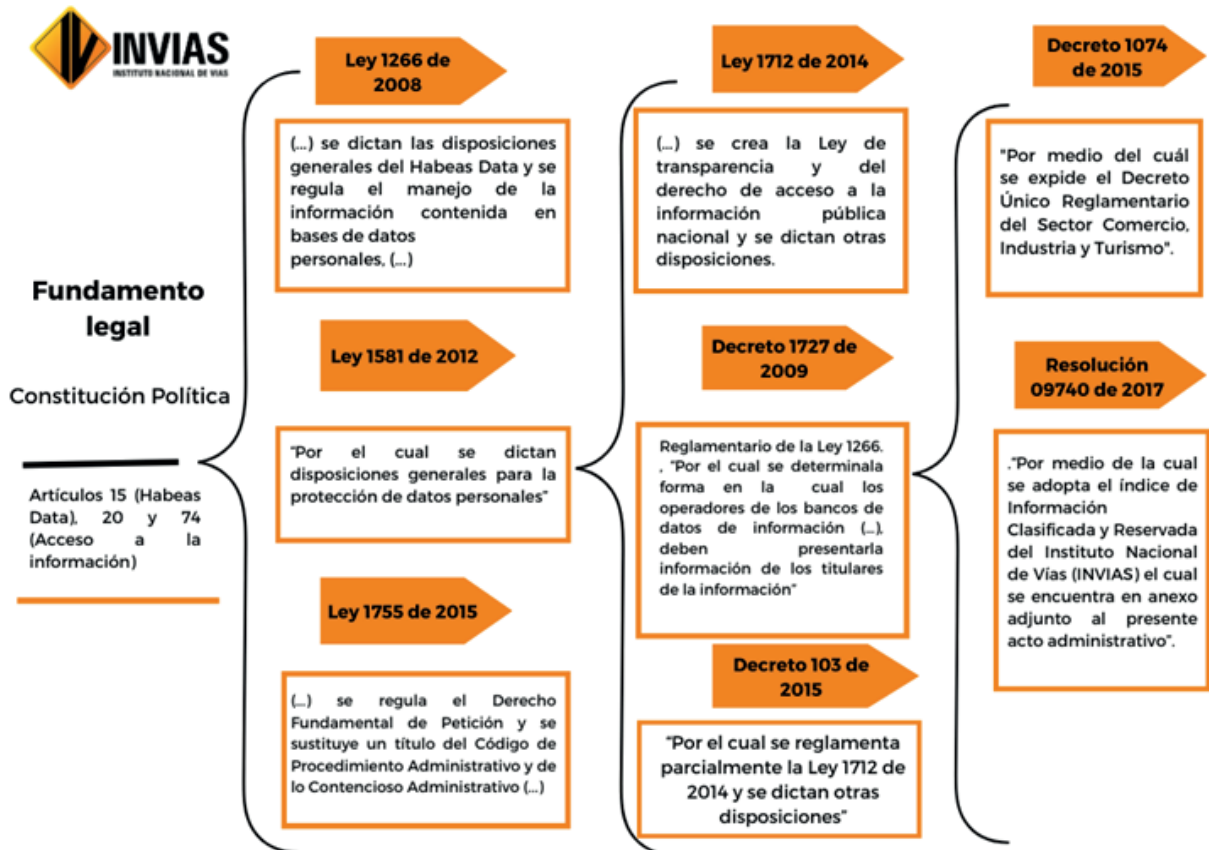 INVIAS
INSTITUTO NACIONAL DE VIAS
Fundamento
legal
Constitución Política
Artículos 15 (Habeas
Data), 20 y 74
(Acceso a la
información)
Ley 1266 de
2008
(...) se dictan las disposiciones
generales del Habeas Data y se
regula el manejo de la
información contenida en
bases de datos
personales, (...)
Ley 1581 de 2012
"Por el cual se dictan
disposiciones generales para la
protección de datos personales"
Ley 1755 de 2015
(...) se regula el Derecho
Fundamental de Petición y se
sustituye un título del Código de
Procedimiento Administrativo y de
lo Contencioso Administrativo (...)
Ley 1712 de 2014
(...) se crea la Ley de
transparencia y del
derecho de acceso a la
información pública
nacional y se dictan otras
disposiciones.
Decreto 1727 de
2009
Reglamentario de la Ley 1266.
, "Por el cual se determinala
forma en la cual los
operadores de los bancos de
datos de información (...),
deben presentarla
información de los titulares
de la información"
Decreto 103 de
2015
"Por el cual se reglamenta
parcialmente la Ley 1712 de
2014 y se dictan otras
disposiciones"
Decreto 1074
de 2015
"Por medio del cuál
se expide el Decreto
Único Reglamentario
del Sector Comercio,
Industria y Turismo".
Resolución
09740 de 2017
."Por medio de la cual
se adopta el índice de
Información
Clasificada y Reservada
del Instituto Nacional
de Vías (INVIAS) el cual
se encuentra en anexo
adjunto al presente
acto administrativo".